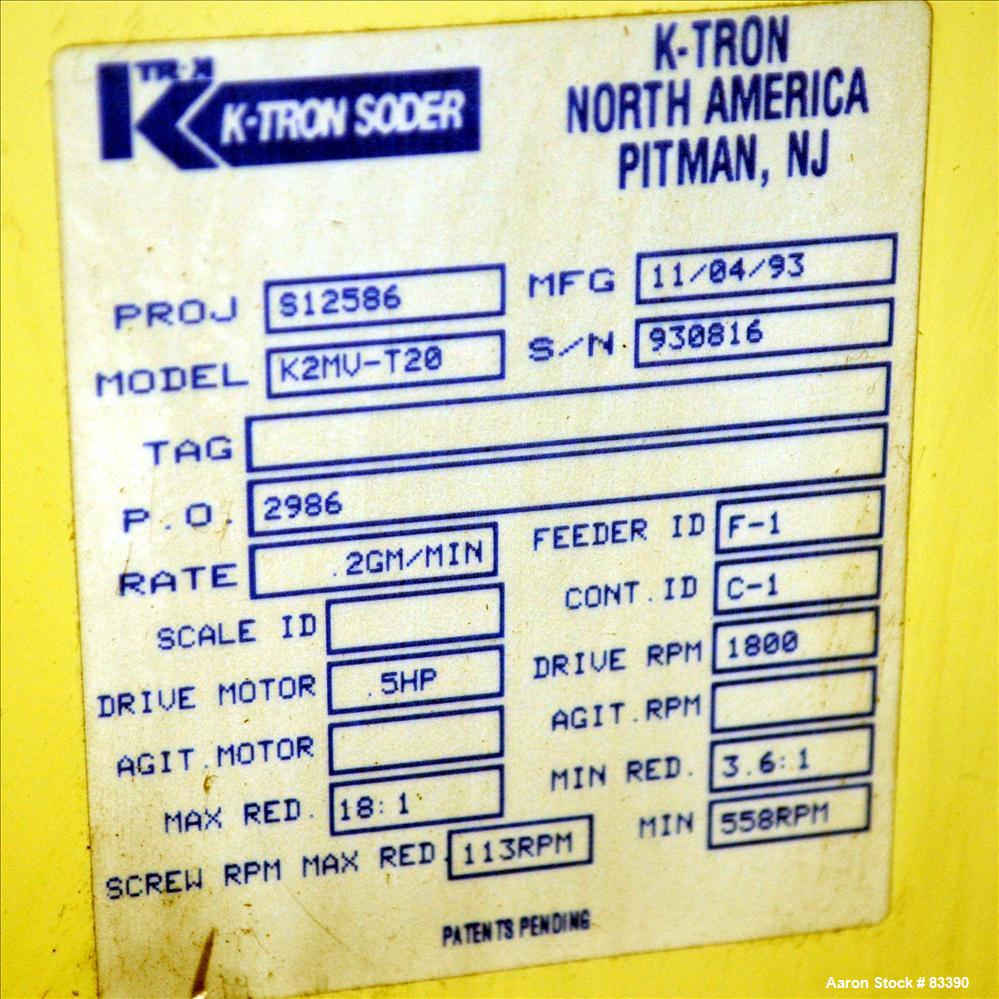 K-TRON SODER
K-TRON
NORTH AMERICA
PITMAN, NJ
PROJ S12586 MFG 11/04/93
MODEL K2MV-T20 S/N 930816
TAG
P.O. 2986
RATE .2GM/MIN FEEDER ID F-1
SCALE ID CONT.ID C-1
DRIVE MOTOR .5HP DRIVE RPM 1800
AGIT.MOTOR AGIT.RPM
MAX RED. 18:1 MIN RED. 3.6:1
SCREW RPM MAX RED. 113RPM MIN 558RPM
PATENTS PENDING
Aaron Stock # 83390